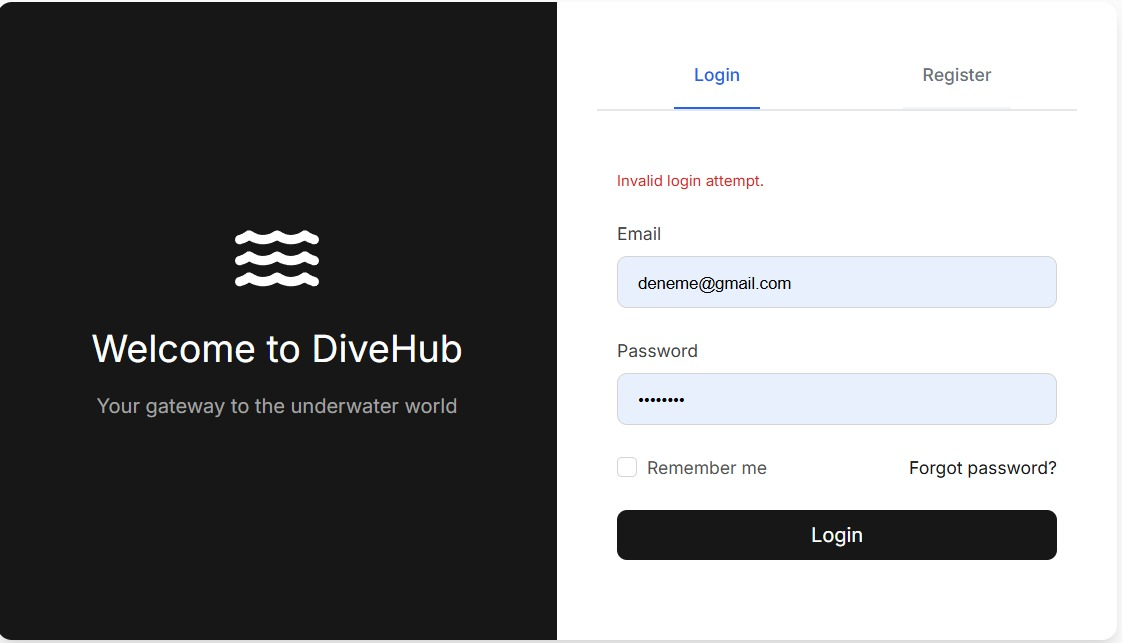 Welcome to DiveHub
Your gateway to the underwater world
Login
Register
Invalid login attempt.
Email
deneme@gmail.com
Password
••••••••
Remember me
Forgot password?
Login